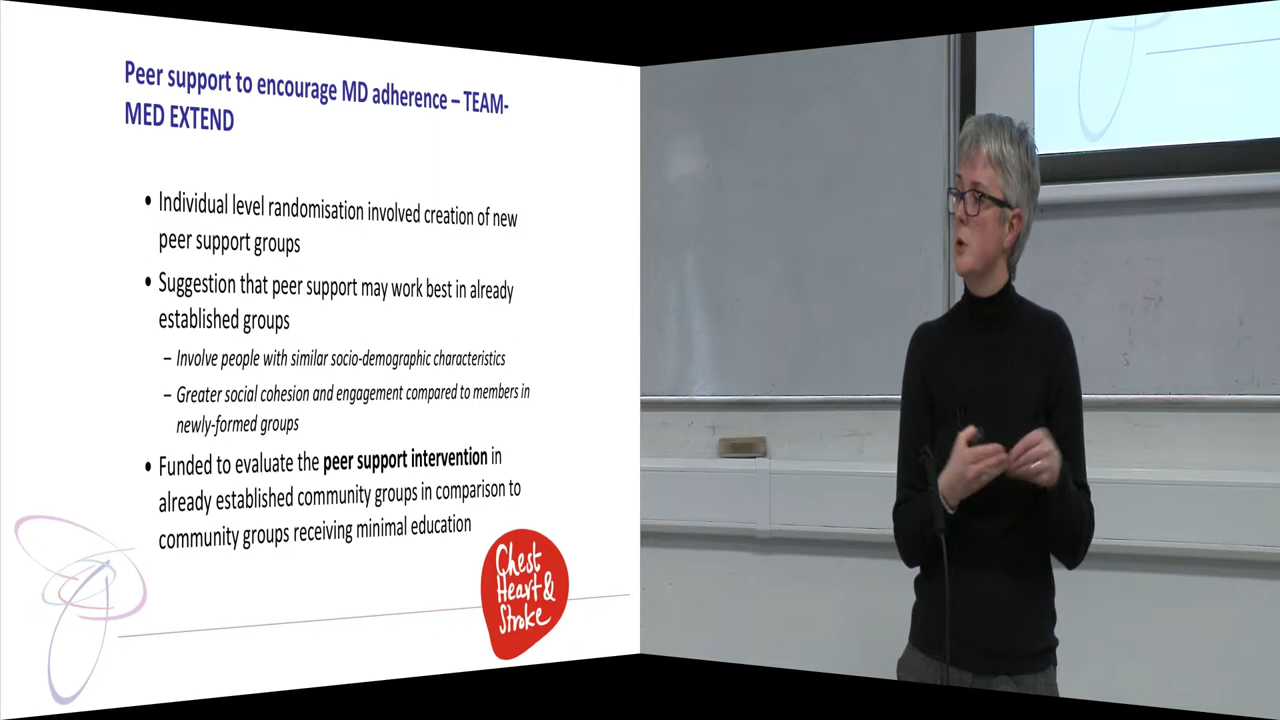 Peer support to encourage MD adherence – TEAM-
MED EXTEND
• Individual level randomisation involved creation of new
peer support groups
• Suggestion that peer support may work best in already
established groups
– Involve people with similar socio-demographic characteristics
– Greater social cohesion and engagement compared to members in
newly-formed groups
• Funded to evaluate the peer support intervention in
already established community groups in comparison to
community groups receiving minimal education
Chest
Heart &
Stroke